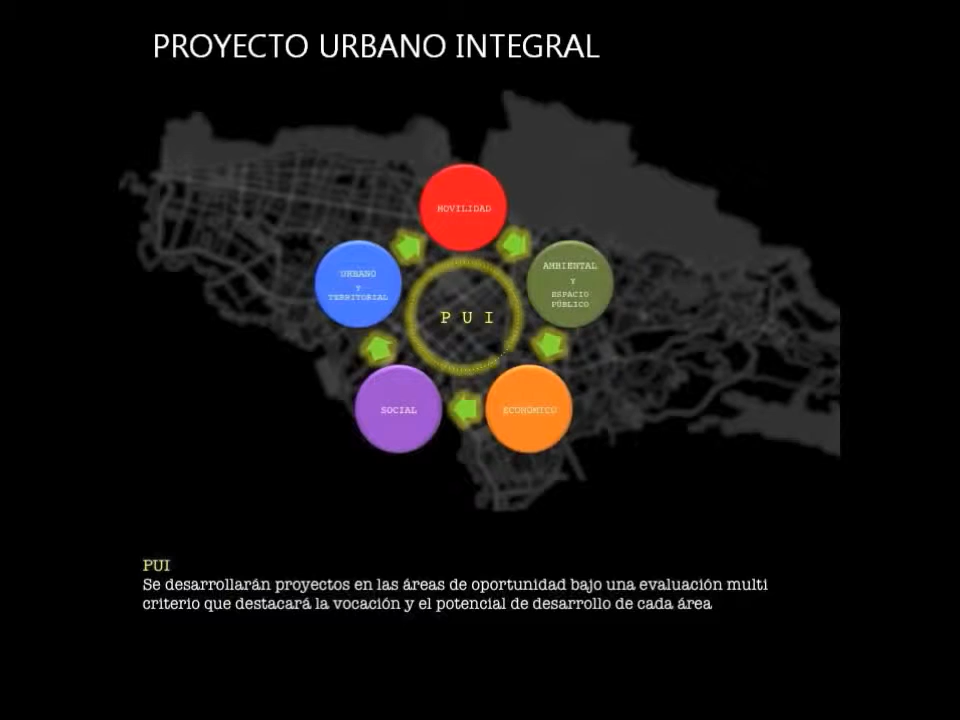 PROYECTO URBANO INTEGRAL
MOVILIDAD
URBANO
Y
TERRITORIAL
AMBIENTAL
Y
ESPACIO
PÚBLICO
P U I
SOCIAL
ECONÓMICO
PUI
Se desarrollarán proyectos en las áreas de oportunidad bajo una evaluación multi
criterio que destacará la vocación y el potencial de desarrollo de cada área